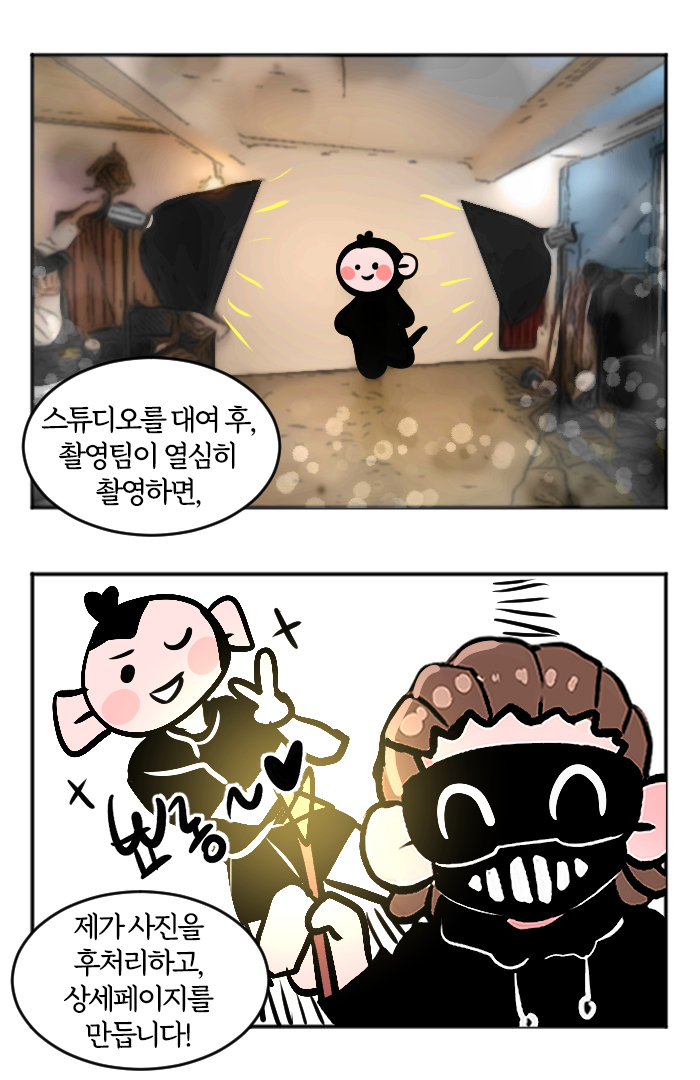 스튜디오를 대여 후,
촬영팀이 열심히
촬영하면,
뾰로롱~♥
제가 사진을
후처리하고,
상세페이지를
만듭니다!